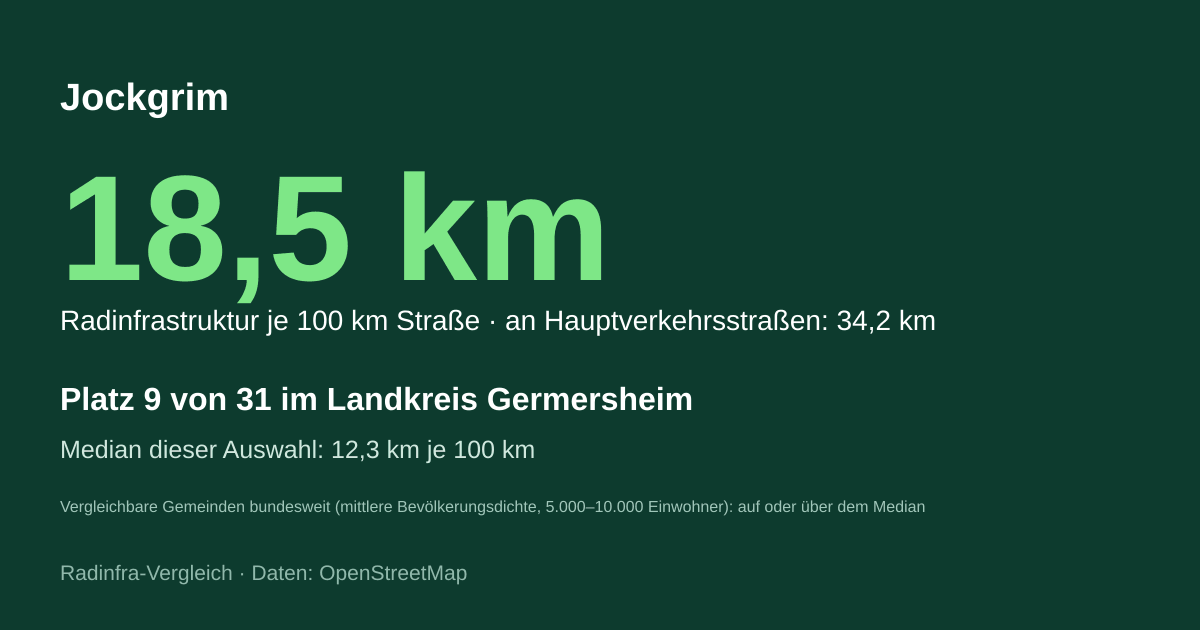 Jockgrim
18,5 km
Radinfrastruktur je 100 km Straße · an Hauptverkehrsstraßen: 34,2 km
Platz 9 von 31 im Landkreis Germersheim
Median dieser Auswahl: 12,3 km je 100 km
Vergleichbare Gemeinden bundesweit (mittlere Bevölkerungsdichte, 5.000–10.000 Einwohner): auf oder über dem Median
Radinfra-Vergleich · Daten: OpenStreetMap